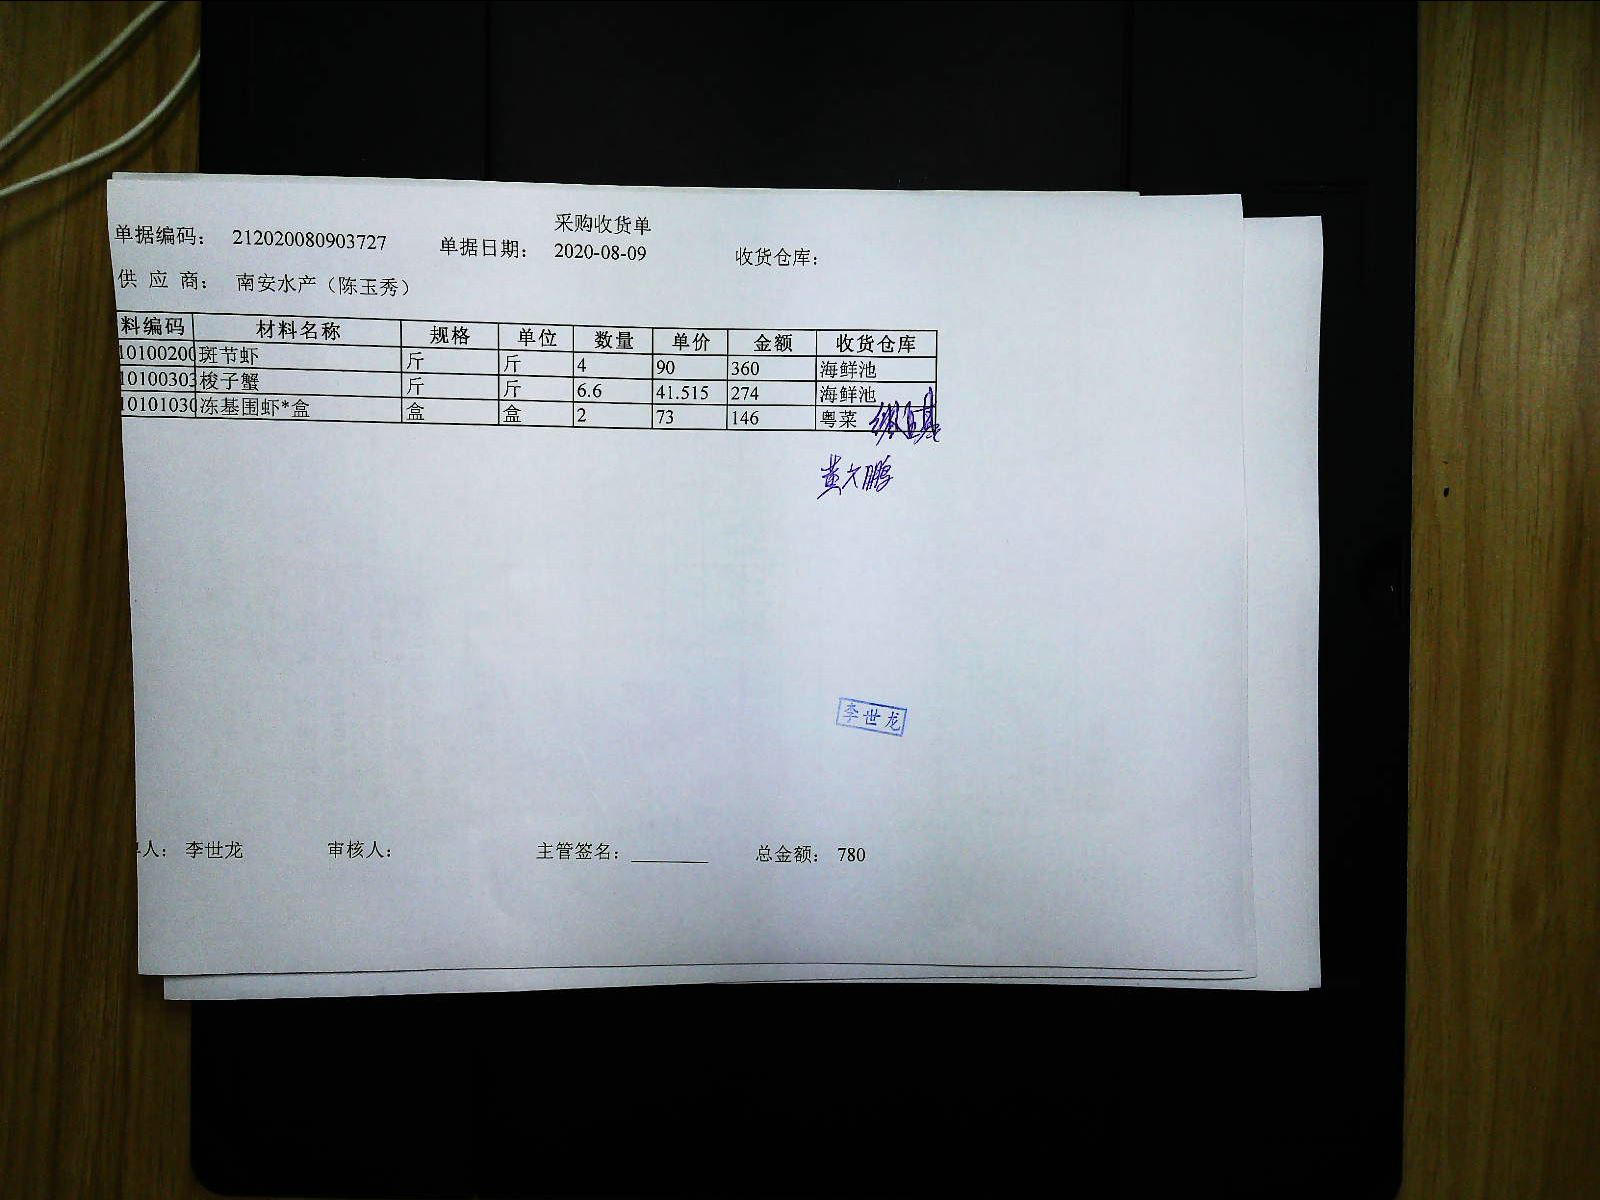 采购收货单
单据编码： 212020080903727 单据日期： 2020-08-09 收货仓库：
供 应 商： 南安水产（陈玉秀）
料编码 材料名称 规格 单位 数量 单价 金额 收货仓库
10100200 斑节虾 斤 斤 4 90 360 海鲜池
10100303 梭子蟹 斤 斤 6.6 41.515 274 海鲜池
10101030 冻基围虾*盒 盒 盒 2 73 146 粤菜
李世龙
人： 李世龙 审核人： 主管签名： 总金额： 780